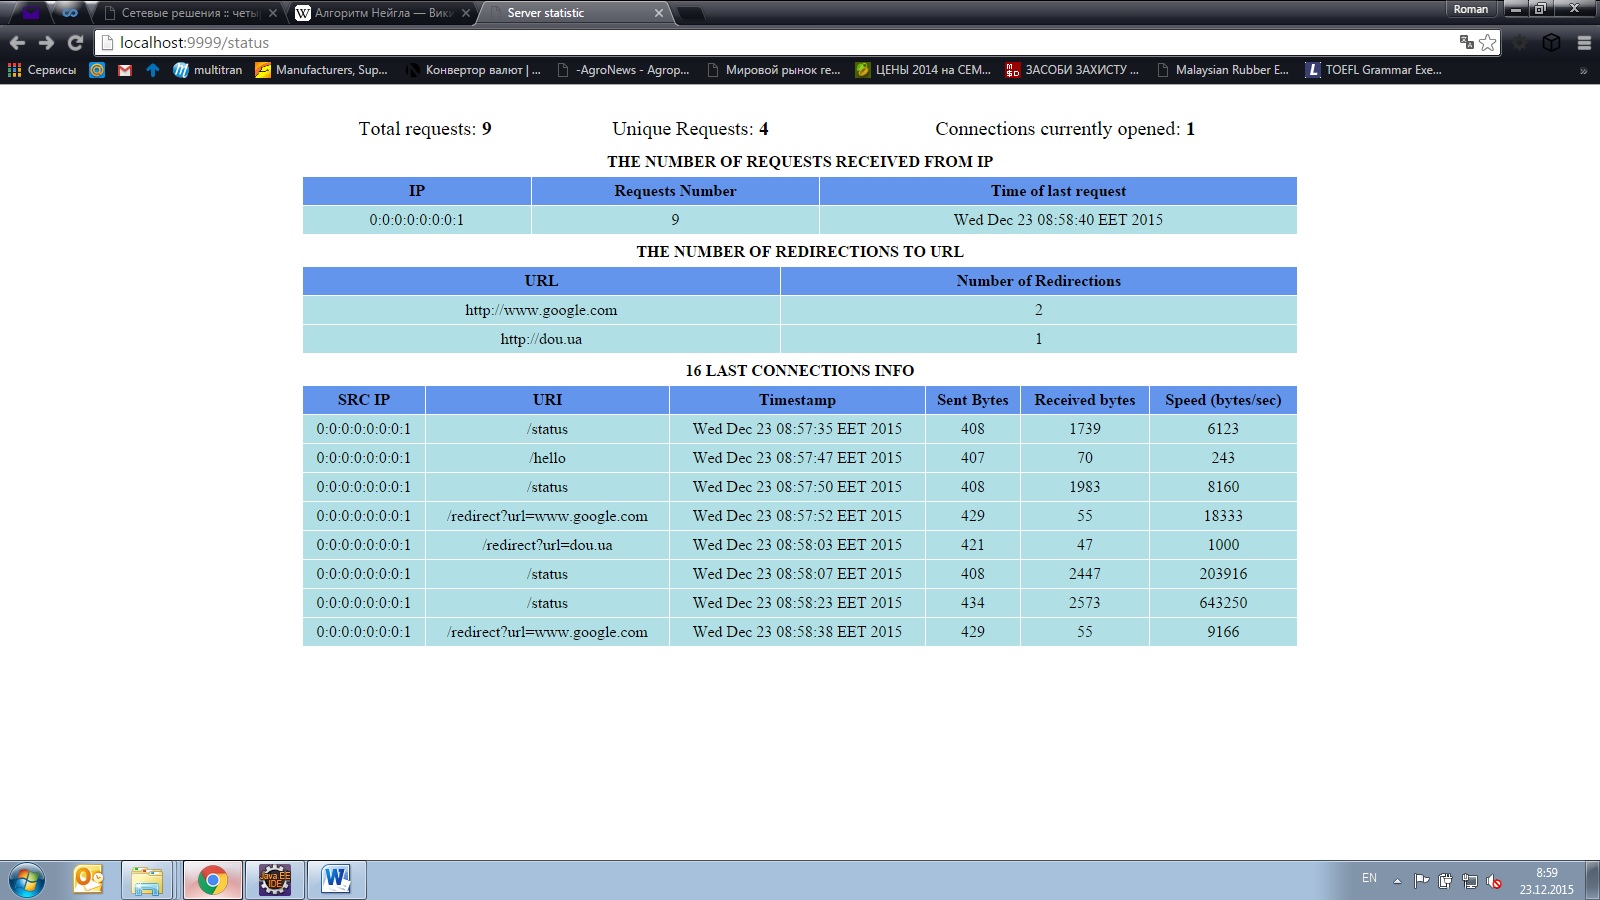 Сетевые решения :: четы
Алгоритм Нейгла — Вики
Server statistic
Roman
localhost:9999/status
Сервисы
multitran
Manufacturers, Sup...
Конвертор валют | ...
-AgroNews - Agrop...
Мировой рынок ге...
ЦЕНЫ 2014 на СЕМ...
ЗАСОБИ ЗАХИСТУ ...
Malaysian Rubber E...
L TOEFL Grammar Exe...
Total requests: 9 Unique Requests: 4 Connections currently opened: 1
THE NUMBER OF REQUESTS RECEIVED FROM IP
IP Requests Number Time of last request
0:0:0:0:0:0:0:1 9 Wed Dec 23 08:58:40 EET 2015
THE NUMBER OF REDIRECTIONS TO URL
URL Number of Redirections
http://www.google.com 2
http://dou.ua 1
16 LAST CONNECTIONS INFO
SRC IP URI Timestamp Sent Bytes Received bytes Speed (bytes/sec)
0:0:0:0:0:0:0:1 /status Wed Dec 23 08:57:35 EET 2015 408 1739 6123
0:0:0:0:0:0:0:1 /hello Wed Dec 23 08:57:47 EET 2015 407 70 243
0:0:0:0:0:0:0:1 /status Wed Dec 23 08:57:50 EET 2015 408 1983 8160
0:0:0:0:0:0:0:1 /redirect?url=www.google.com Wed Dec 23 08:57:52 EET 2015 429 55 18333
0:0:0:0:0:0:0:1 /redirect?url=dou.ua Wed Dec 23 08:58:03 EET 2015 421 47 1000
0:0:0:0:0:0:0:1 /status Wed Dec 23 08:58:07 EET 2015 408 2447 203916
0:0:0:0:0:0:0:1 /status Wed Dec 23 08:58:23 EET 2015 434 2573 643250
0:0:0:0:0:0:0:1 /redirect?url=www.google.com Wed Dec 23 08:58:38 EET 2015 429 55 9166
Java EE
IDE
EN
8:59
23.12.2015